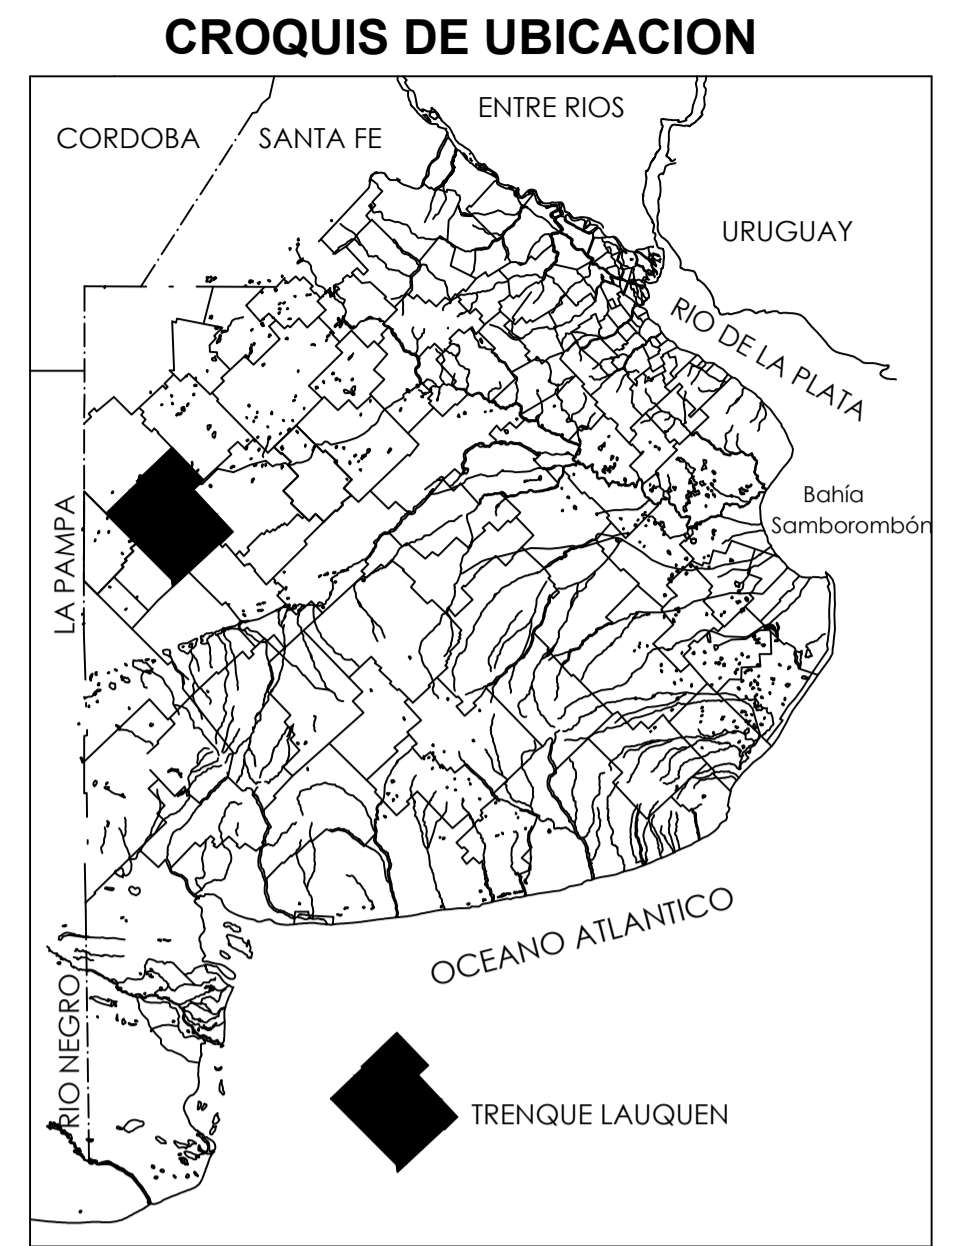 CROQUIS DE UBICACION
ENTRE RIOS
CORDOBA
SANTA FE
URUGUAY
RIO DE LA PLATA
Bahía
Samborombón
LA PAMPA
OCEANO ATLANTICO
RIO NEGRO
TRENQUE LAUQUEN